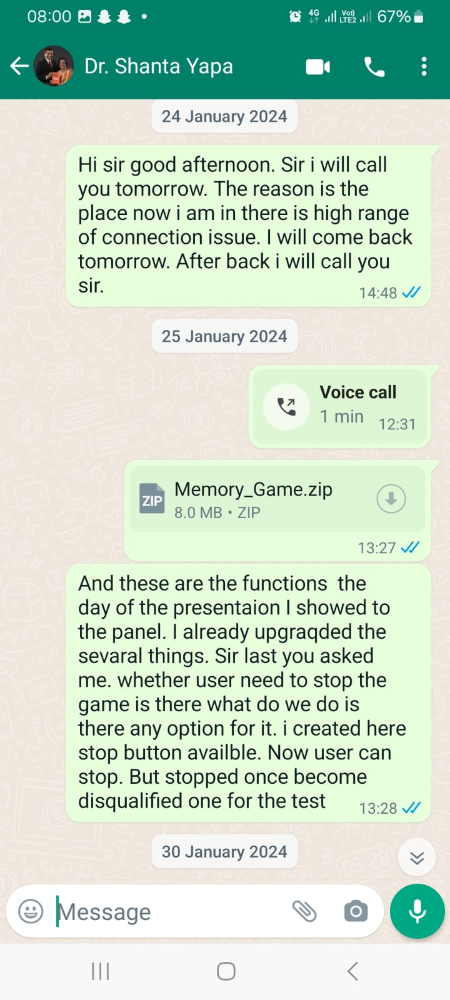 08:00 4G Vo)) LTE2 67%
Dr. Shanta Yapa
24 January 2024
Hi sir good afternoon. Sir i will call
you tomorrow. The reason is the
place now i am in there is high range
of connection issue. I will come back
tomorrow. After back i will call you
sir.
14:48
25 January 2024
Voice call
1 min 12:31
ZIP Memory_Game.zip
8.0 MB • ZIP
13:27
And these are the functions  the
day of the presentaion I showed to
the panel. I already upgraqded the
sevaral things. Sir last you asked
me. whether user need to stop the
game is there what do we do is
there any option for it. i created here
stop button availble. Now user can
stop. But stopped once become
disqualified one for the test
13:28
30 January 2024
Message